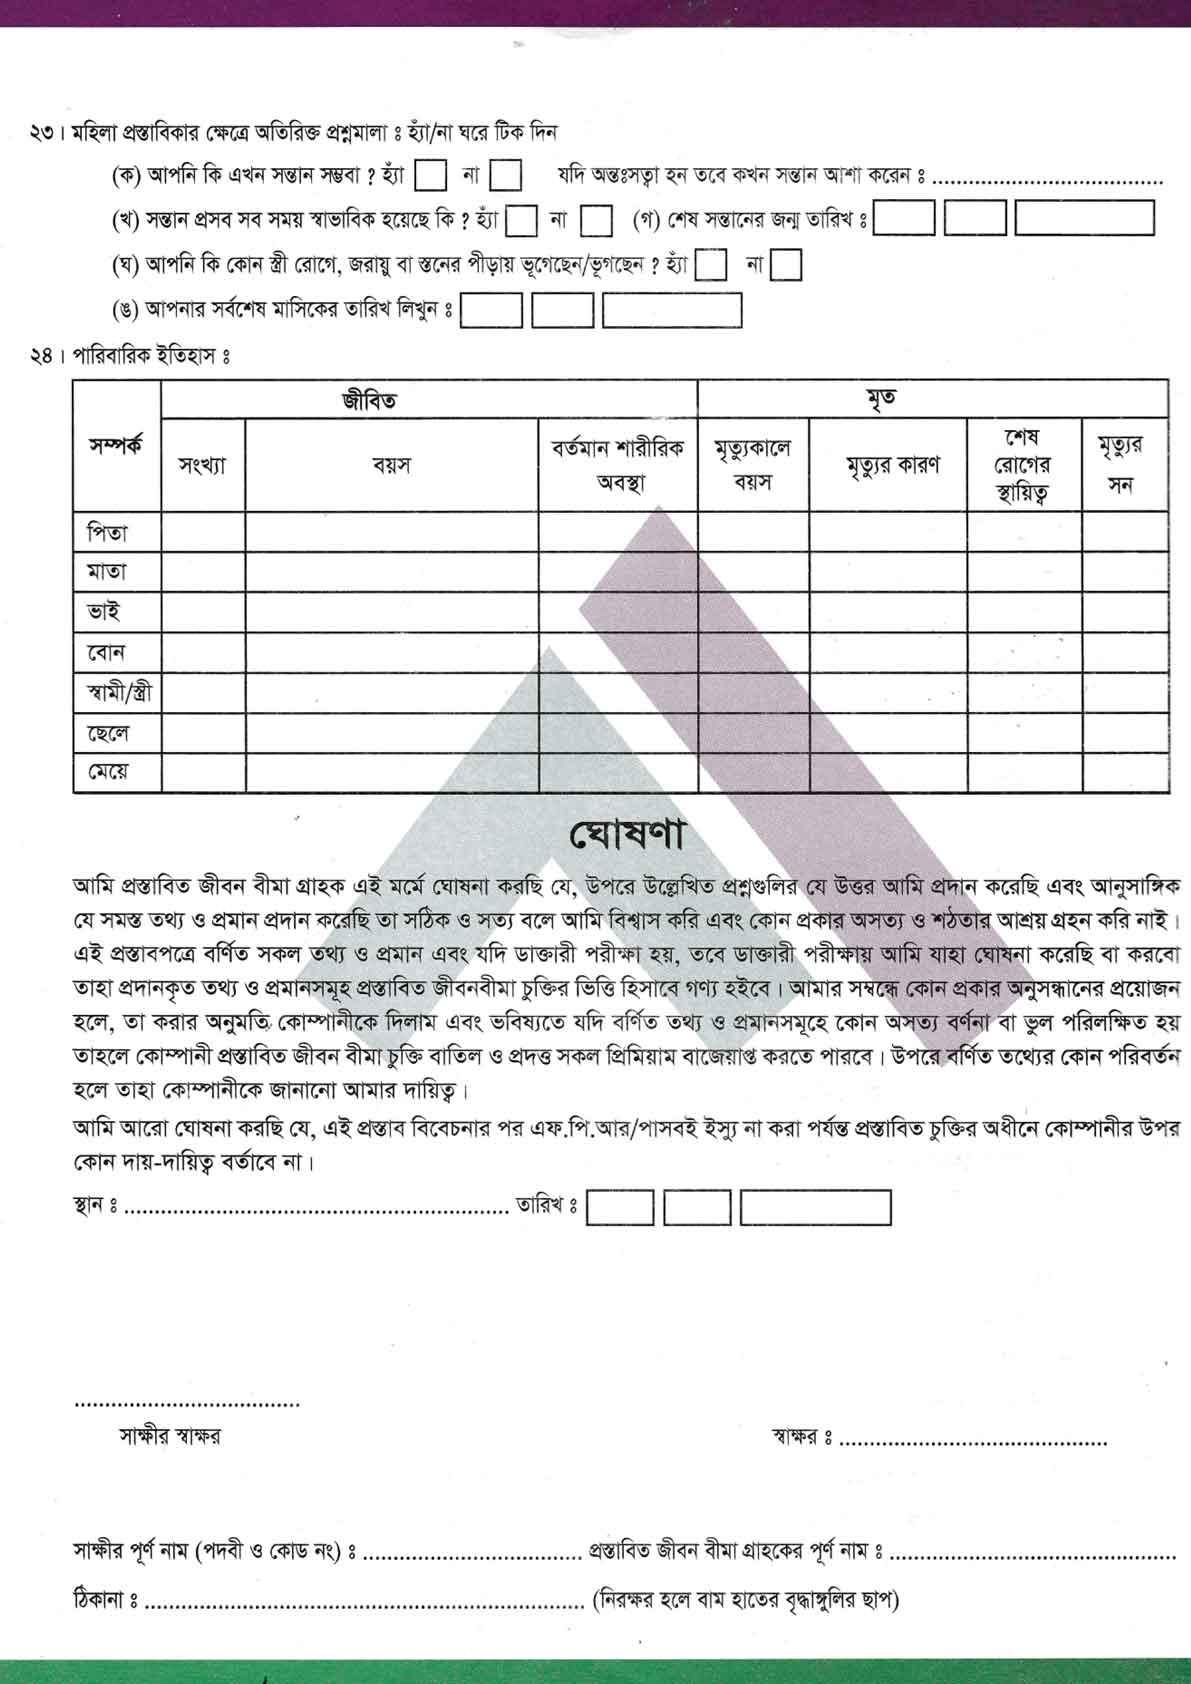 ২৩। মহিলা প্রস্তাবিকার ক্ষেত্রে অতিরিক্ত প্রশ্নমালা ঃ হ্যাঁ/না ঘরে টিক দিন
(ক) আপনি কি এখন সন্তান সম্ভবা ? হ্যাঁ না যদি অন্তঃসত্বা হন তবে কখন সন্তান আশা করেন ঃ ......................................
(খ) সন্তান প্রসব সব সময় স্বাভাবিক হয়েছে কি ? হ্যাঁ না (গ) শেষ সন্তানের জন্ম তারিখ ঃ
(ঘ) আপনি কি কোন স্ত্রী রোগে, জরায়ু বা স্তনের পীড়ায় ভূগেছেন/ভূগছেন ? হ্যাঁ না
(ঙ) আপনার সর্বশেষ মাসিকের তারিখ লিখুন ঃ
২৪। পারিবারিক ইতিহাস ঃ
সম্পর্ক জীবিত মৃত
সংখ্যা বয়স বর্তমান শারীরিক অবস্থা মৃত্যুকালে বয়স মৃত্যুর কারণ শেষ রোগের স্থায়িত্ব মৃত্যুর সন
পিতা
মাতা
ভাই
বোন
স্বামী/স্ত্রী
ছেলে
মেয়ে
ঘোষণা
আমি প্রস্তাবিত জীবন বীমা গ্রাহক এই মর্মে ঘোষনা করছি যে, উপরে উল্লেখিত প্রশ্নগুলির যে উত্তর আমি প্রদান করেছি এবং আনুসাঙ্গিক
যে সমস্ত তথ্য ও প্রমান প্রদান করেছি তা সঠিক ও সত্য বলে আমি বিশ্বাস করি এবং কোন প্রকার অসত্য ও শঠতার আশ্রয় গ্রহন করি নাই।
এই প্রস্তাবপত্রে বর্ণিত সকল তথ্য ও প্রমান এবং যদি ডাক্তারী পরীক্ষা হয়, তবে ডাক্তারী পরীক্ষায় আমি যাহা ঘোষনা করেছি বা করবো
তাহা প্রদানকৃত তথ্য ও প্রমানসমূহ প্রস্তাবিত জীবনবীমা চুক্তির ভিত্তি হিসাবে গণ্য হইবে। আমার সম্বন্ধে কোন প্রকার অনুসন্ধানের প্রয়োজন
হলে, তা করার অনুমতি কোম্পানীকে দিলাম এবং ভবিষ্যতে যদি বর্ণিত তথ্য ও প্রমানসমূহে কোন অসত্য বর্ণনা বা ভুল পরিলক্ষিত হয়
তাহলে কোম্পানী প্রস্তাবিত জীবন বীমা চুক্তি বাতিল ও প্রদত্ত সকল প্রিমিয়াম বাজেয়াপ্ত করতে পারবে। উপরে বর্ণিত তথ্যের কোন পরিবর্তন
হলে তাহা কোম্পানীকে জানানো আমার দায়িত্ব।
আমি আরো ঘোষনা করছি যে, এই প্রস্তাব বিবেচনার পর এফ.পি.আর/পাসবই ইস্যু না করা পর্যন্ত প্রস্তাবিত চুক্তির অধীনে কোম্পানীর উপর
কোন দায়-দায়িত্ব বর্তাবে না।
স্থান ঃ ................................................................ তারিখ ঃ
.....................................
সাক্ষীর স্বাক্ষর স্বাক্ষর ঃ ............................................
সাক্ষীর পূর্ণ নাম (পদবী ও কোড নং) ঃ .................................... প্রস্তাবিত জীবন বীমা গ্রাহকের পূর্ণ নাম ঃ ...............................................
ঠিকানা ঃ ......................................................................... (নিরক্ষর হলে বাম হাতের বৃদ্ধাঙ্গুলির ছাপ)